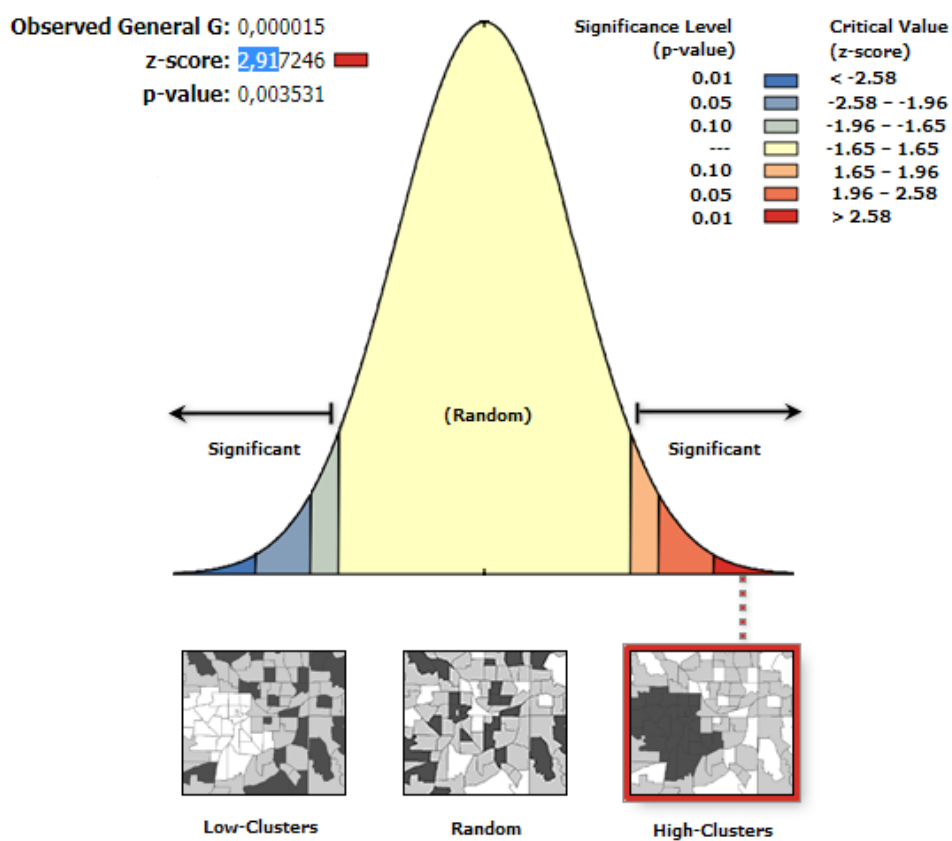 Observed General G: 0,000015
z-score: 2,917246
p-value: 0,003531
Significance Level
(p-value)
Critical Value
(z-score)
0.01 < -2.58
0.05 -2.58 – -1.96
0.10 -1.96 – -1.65
--- -1.65 – 1.65
0.10 1.65 – 1.96
0.05 1.96 – 2.58
0.01 > 2.58
(Random)
Significant
Significant
Low-Clusters
Random
High-Clusters